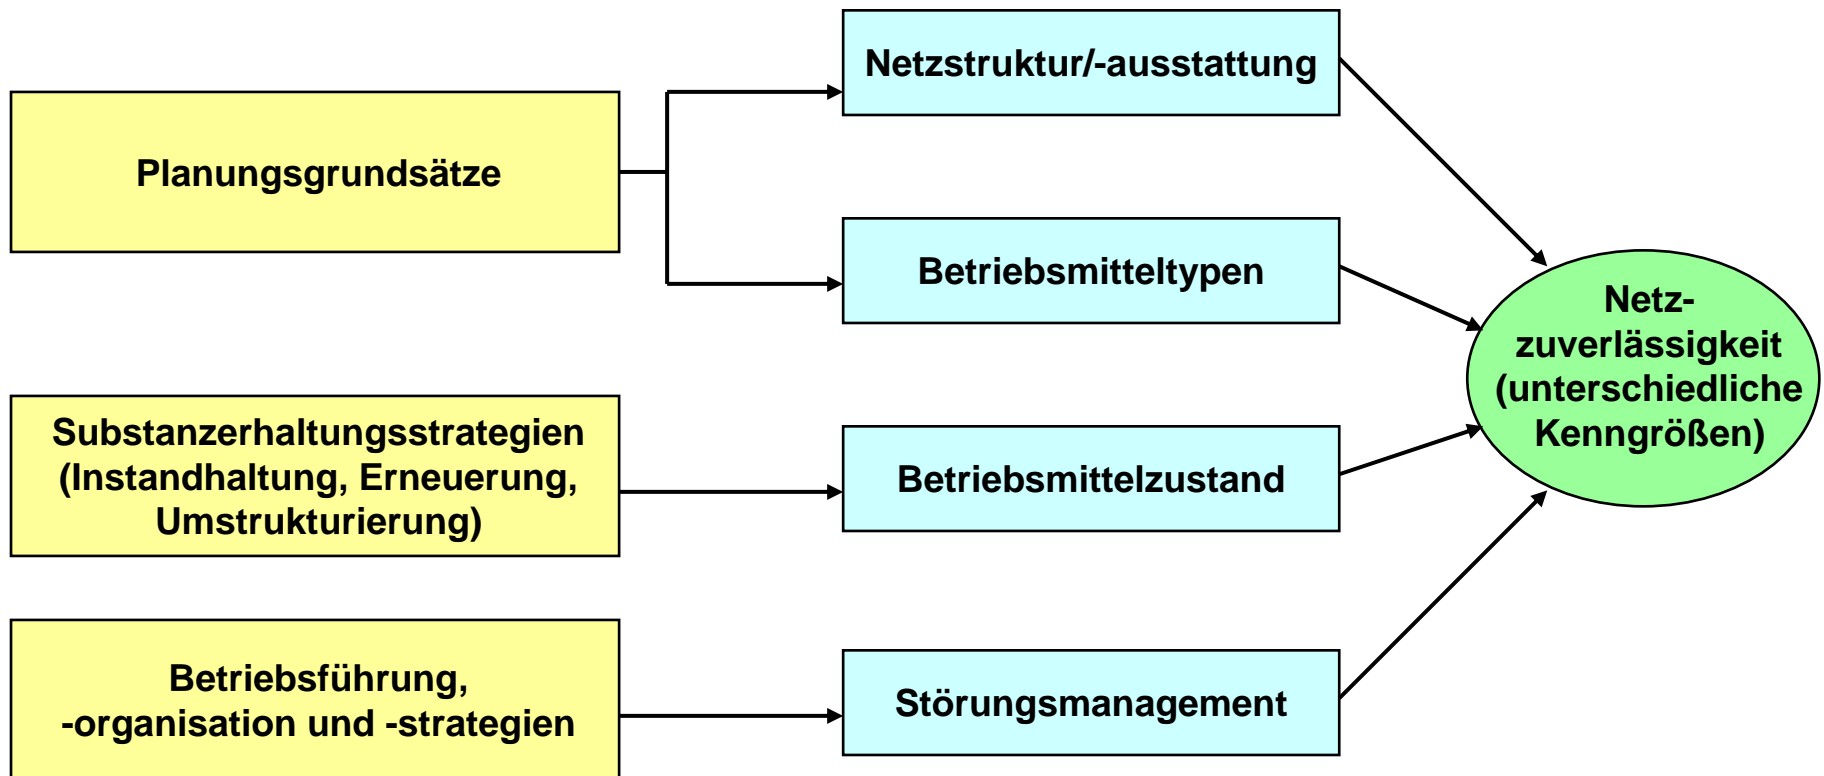 Planungsgrundsätze
Substanzerhaltungsstrategien
(Instandhaltung, Erneuerung,
Umstrukturierung)
Betriebsführung,
-organisation und -strategien
Netzstruktur/-ausstattung
Betriebsmitteltypen
Betriebsmittelzustand
Störungsmanagement
Netz-
zuverlässigkeit
(unterschiedliche
Kenngrößen)